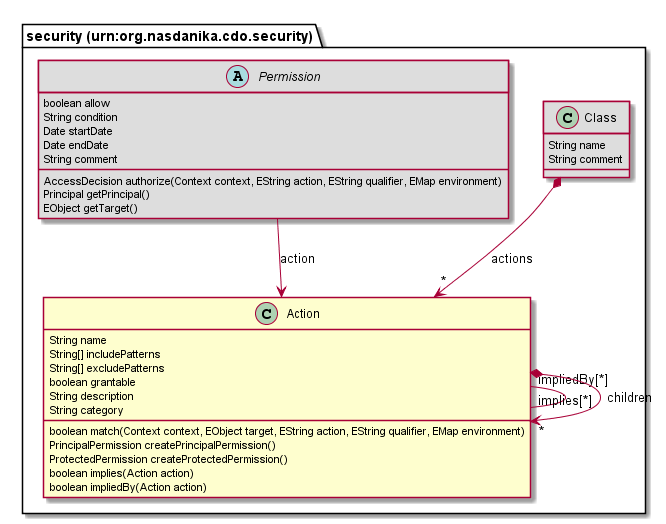 security (urn:org.nasdanika.cdo.security)
A Permission
boolean allow
String condition
Date startDate
Date endDate
String comment
AccessDecision authorize(Context context, EString action, EString qualifier, EMap environment)
Principal getPrincipal()
EObject getTarget()
C Class
String name
String comment
action
actions
*
C Action
String name
String[] includePatterns
String[] excludePatterns
boolean grantable
String description
String category
boolean match(Context context, EObject target, EString action, EString qualifier, EMap environment)
PrincipalPermission createPrincipalPermission()
ProtectedPermission createProtectedPermission()
boolean implies(Action action)
boolean impliedBy(Action action)
impliedBy[*]
implies[*]
children
*